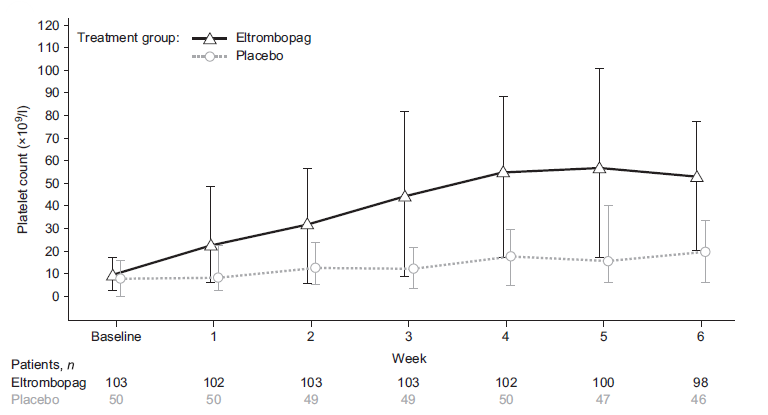 120
110
100
90
80
70
60
50
40
30
20
10
0
Platelet count (×10⁹/l)
Treatment group: Eltrombopag
Placebo
Baseline 1 2 3 4 5 6
Week
Patients, n
Eltrombopag 103 102 103 103 102 100 98
Placebo 50 50 49 49 50 47 46